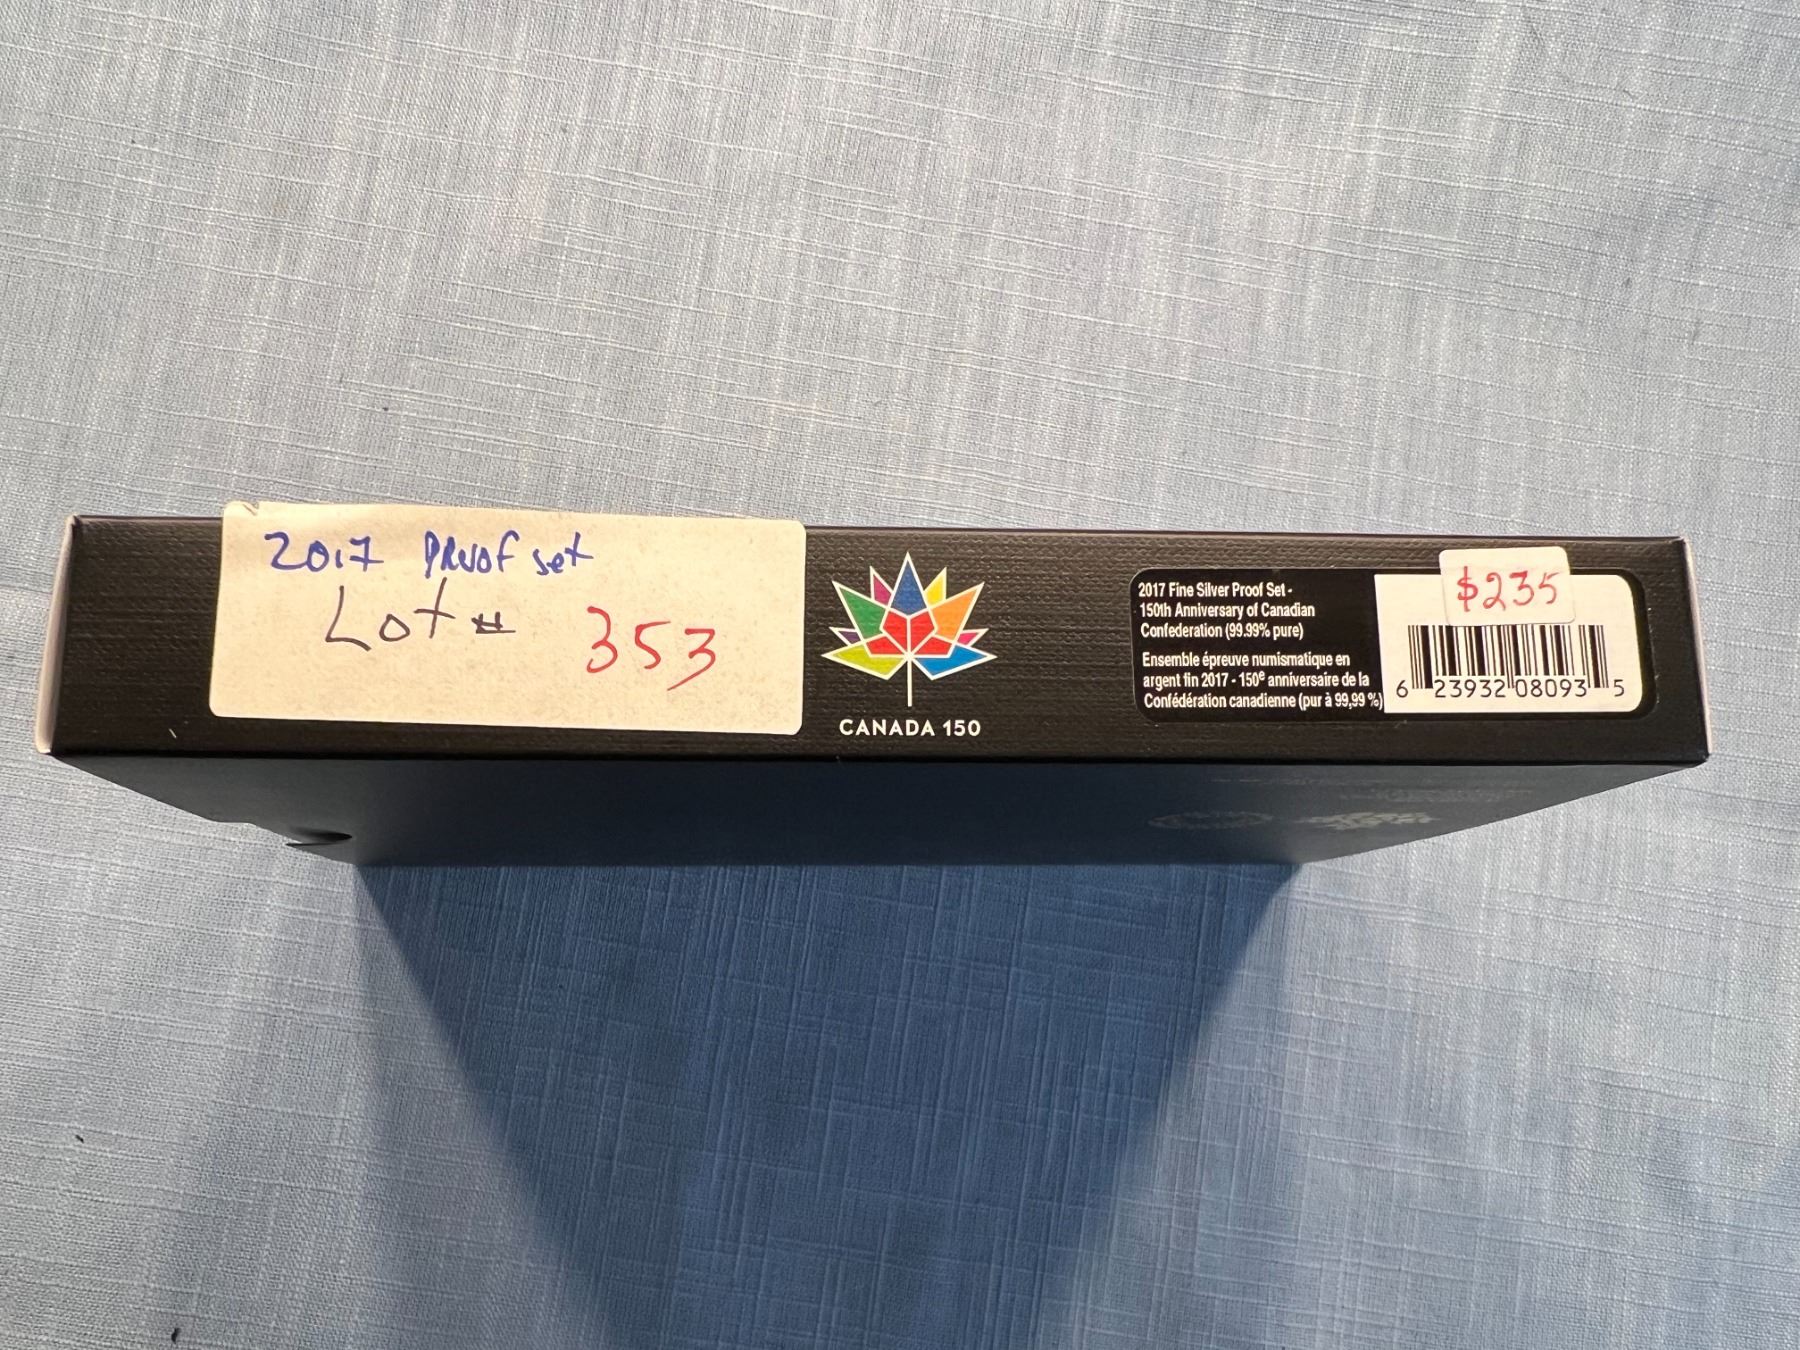 2017 Proof set
Lot # 353
CANADA 150
2017 Fine Silver Proof Set -
150th Anniversary of Canadian
Confederation (99.99% pure)
Ensemble épreuve numismatique en
argent fin 2017 - 150e anniversaire de la
Confédération canadienne (pur à 99,99 %)
$235
6 23932 08093 5